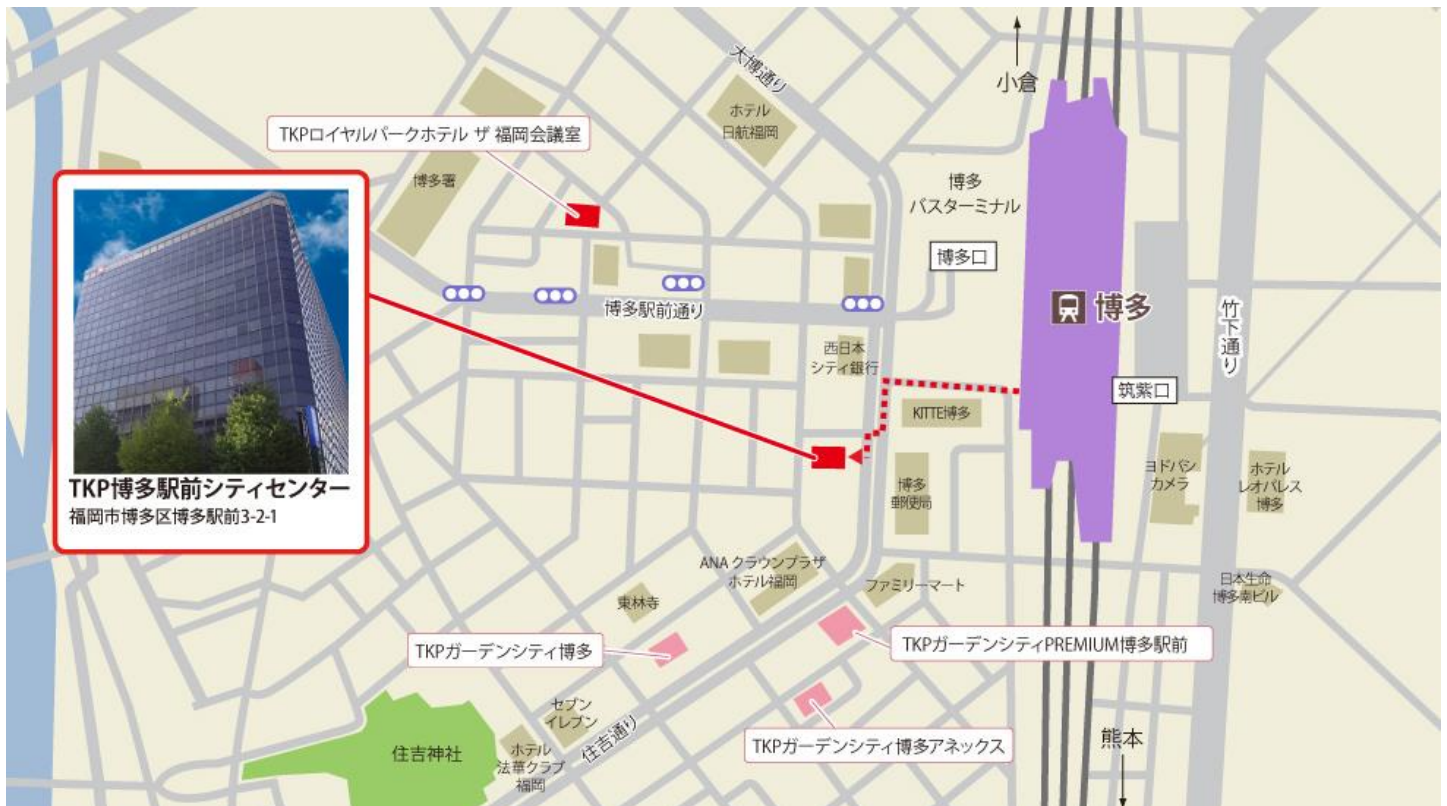 小倉
大博通り
ホテル
日航福岡
TKPロイヤルパークホテル ザ 福岡会議室
博多署
博多
バスターミナル
博多口
博多駅前通り
博多
竹下通り
西日本
シティ銀行
筑紫口
KITTE博多
TKP博多駅前シティセンター
福岡市博多区博多駅前3-2-1
博多
郵便局
ヨドバシ
カメラ
ホテル
レオパレス
博多
ANA クラウンプラザ
ホテル福岡
ファミリーマート
日本生命
博多南ビル
東林寺
TKPガーデンシティ博多
TKPガーデンシティPREMIUM博多駅前
セブン
イレブン
住吉通り
TKPガーデンシティ博多アネックス
熊本
住吉神社
ホテル
法華クラブ
福岡